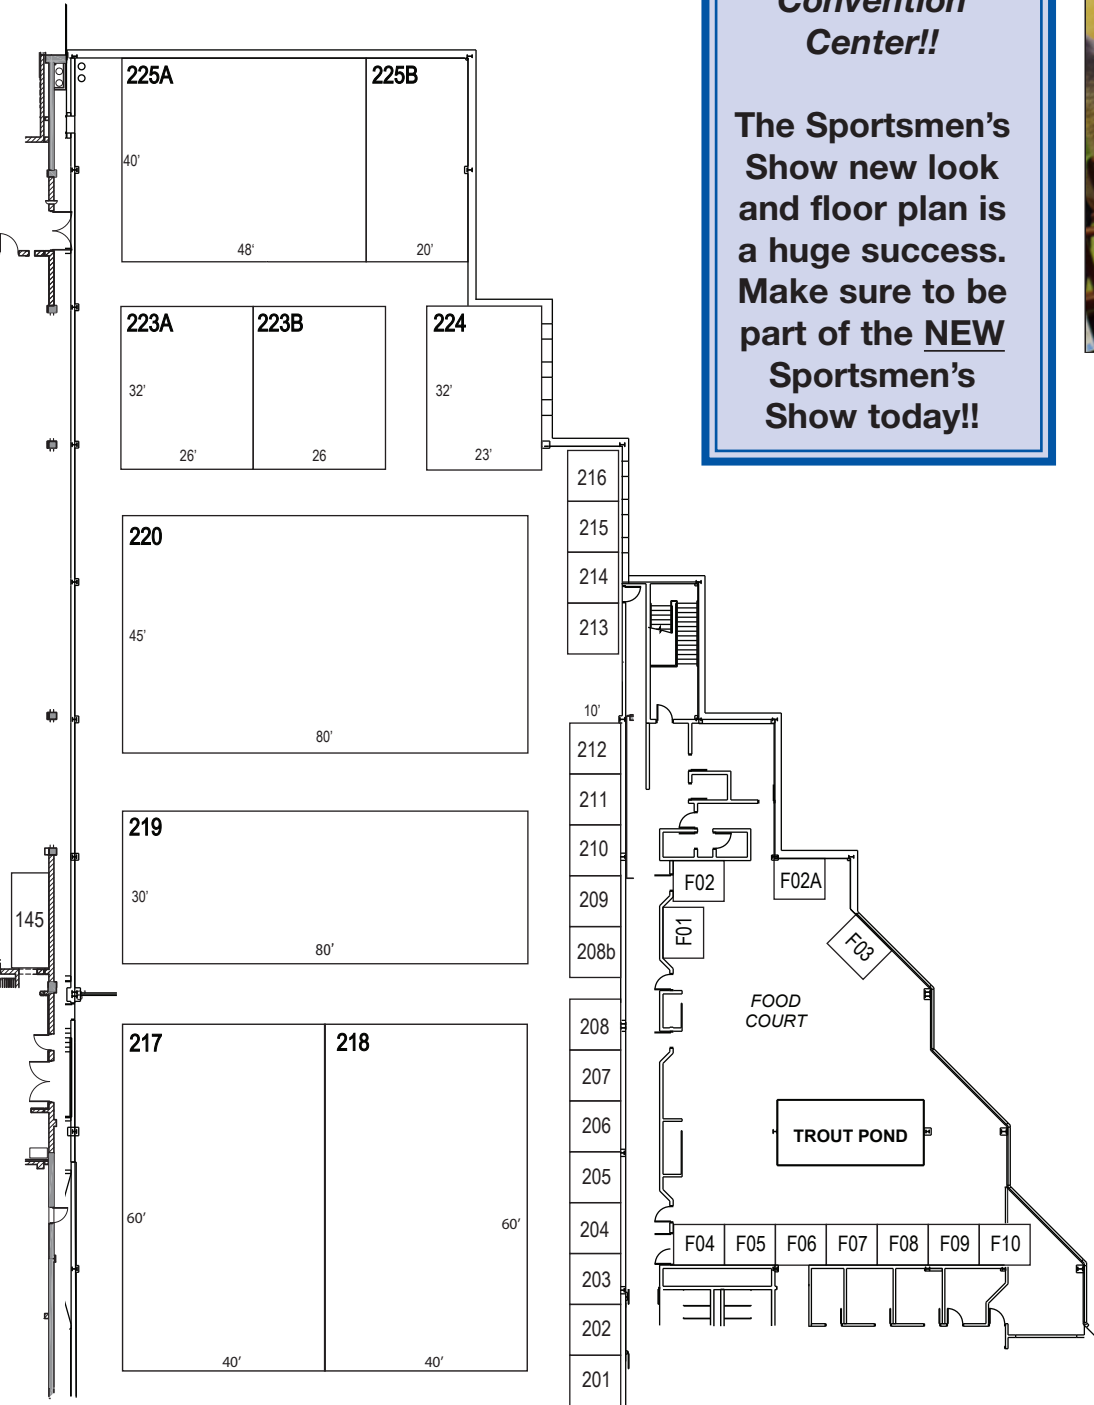 Convention
Center!!
The Sportsmen’s
Show new look
and floor plan is
a huge success.
Make sure to be
part of the NEW
Sportsmen’s
Show today!!
225A
225B
40'
48'
20'
223A
223B
224
32'
32'
26'
26
23'
216
215
214
213
220
45'
80'
10'
212
211
210
209
208b
219
30'
80'
145
F02
F02A
F01
F03
FOOD
COURT
TROUT POND
217
218
60'
60'
40'
40'
208
207
206
205
204
203
202
201
F04
F05
F06
F07
F08
F09
F10